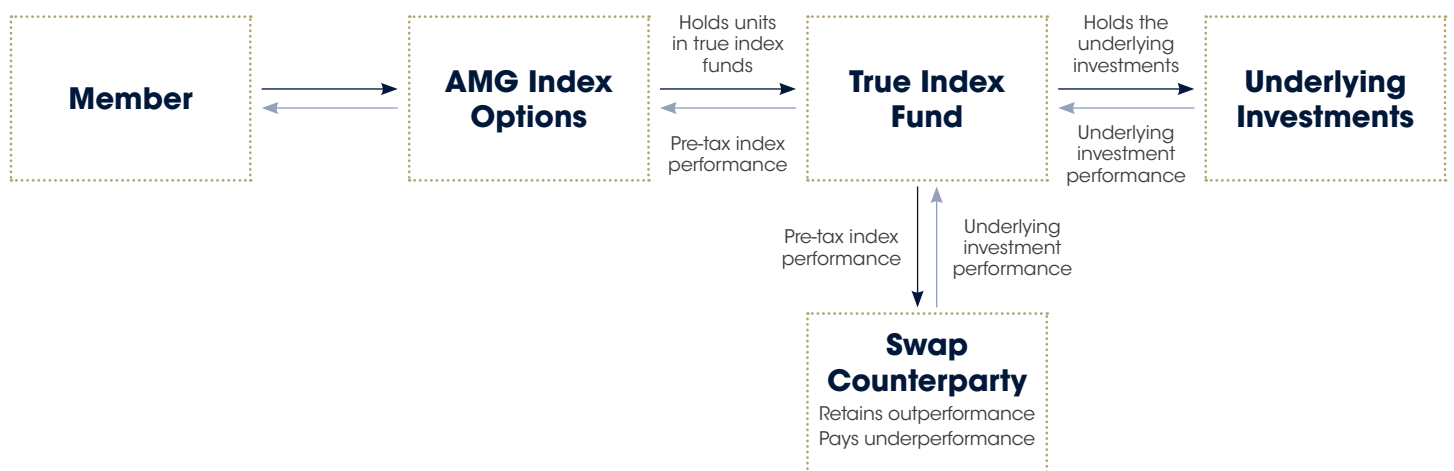 Member
AMG Index
Options
Holds units
in true index
funds
Pre-tax index
performance
True Index
Fund
Holds the
underlying
investments
Underlying
investment
performance
Underlying
Investments
Pre-tax index
performance
Underlying
investment
performance
Swap
Counterparty
Retains outperformance
Pays underperformance